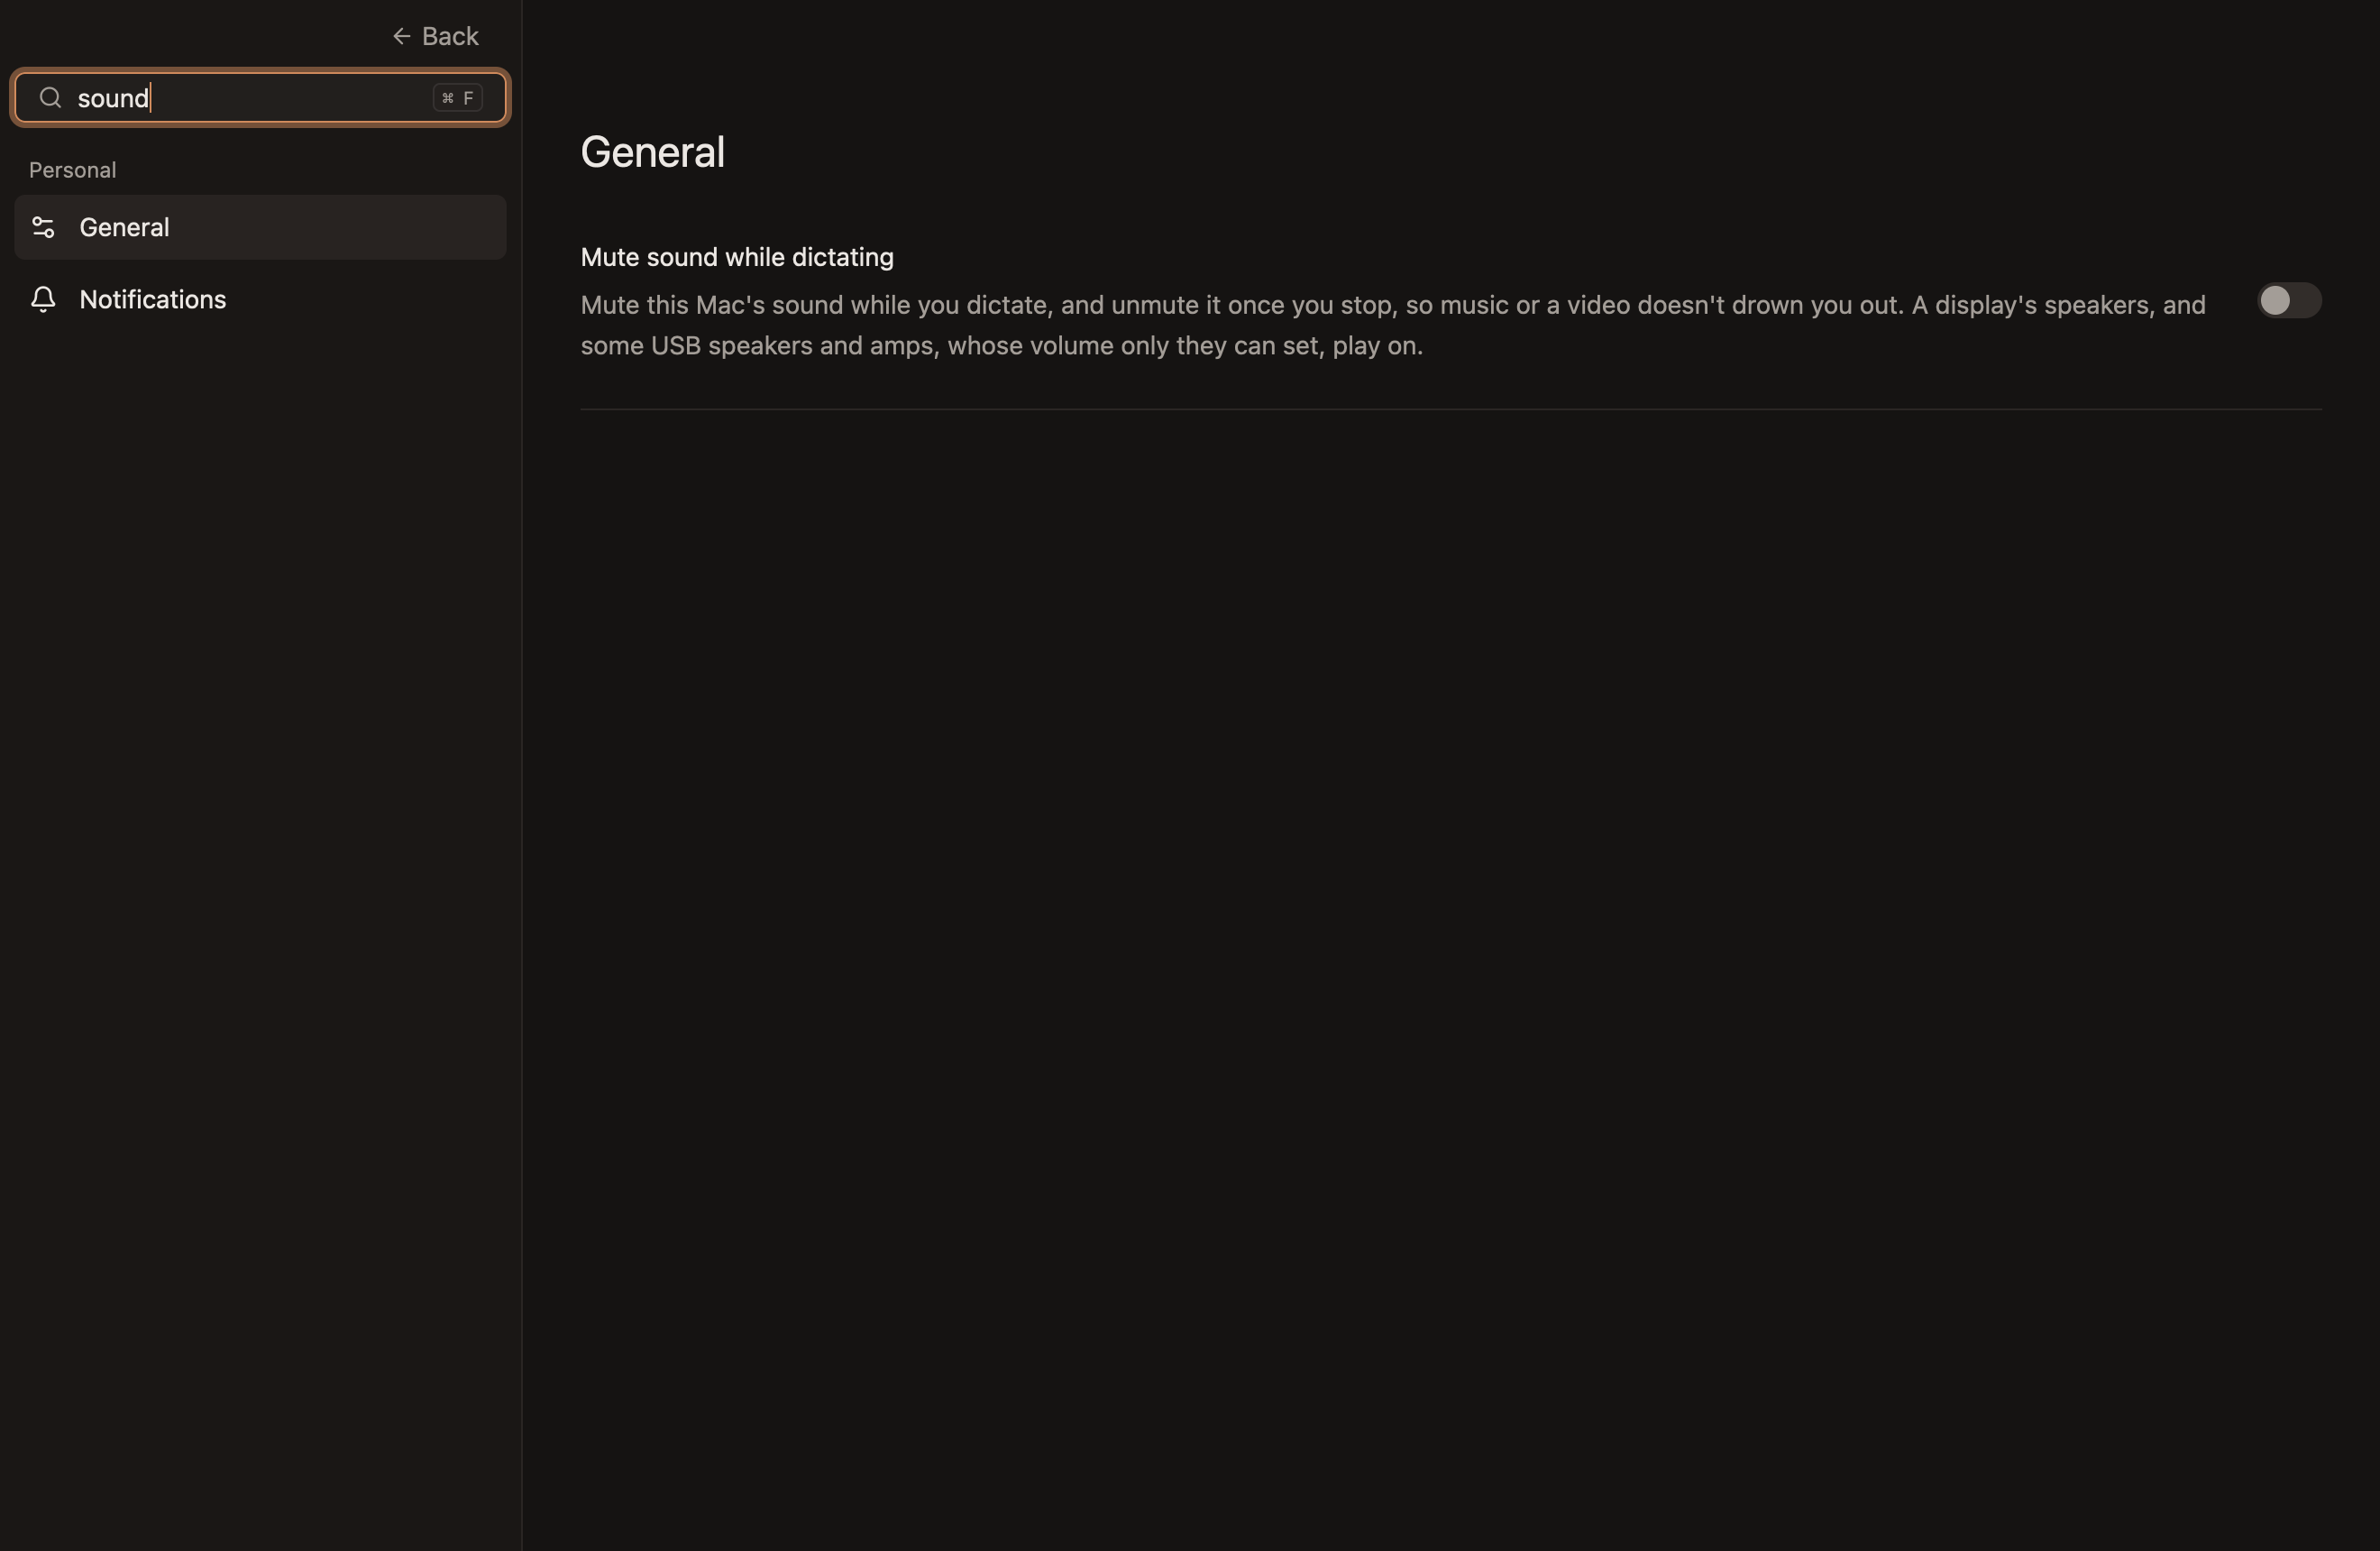 Back
sound
⌘ F
Personal
General
Notifications
General
Mute sound while dictating
Mute this Mac's sound while you dictate, and unmute it once you stop, so music or a video doesn't drown you out. A display's speakers, and
some USB speakers and amps, whose volume only they can set, play on.